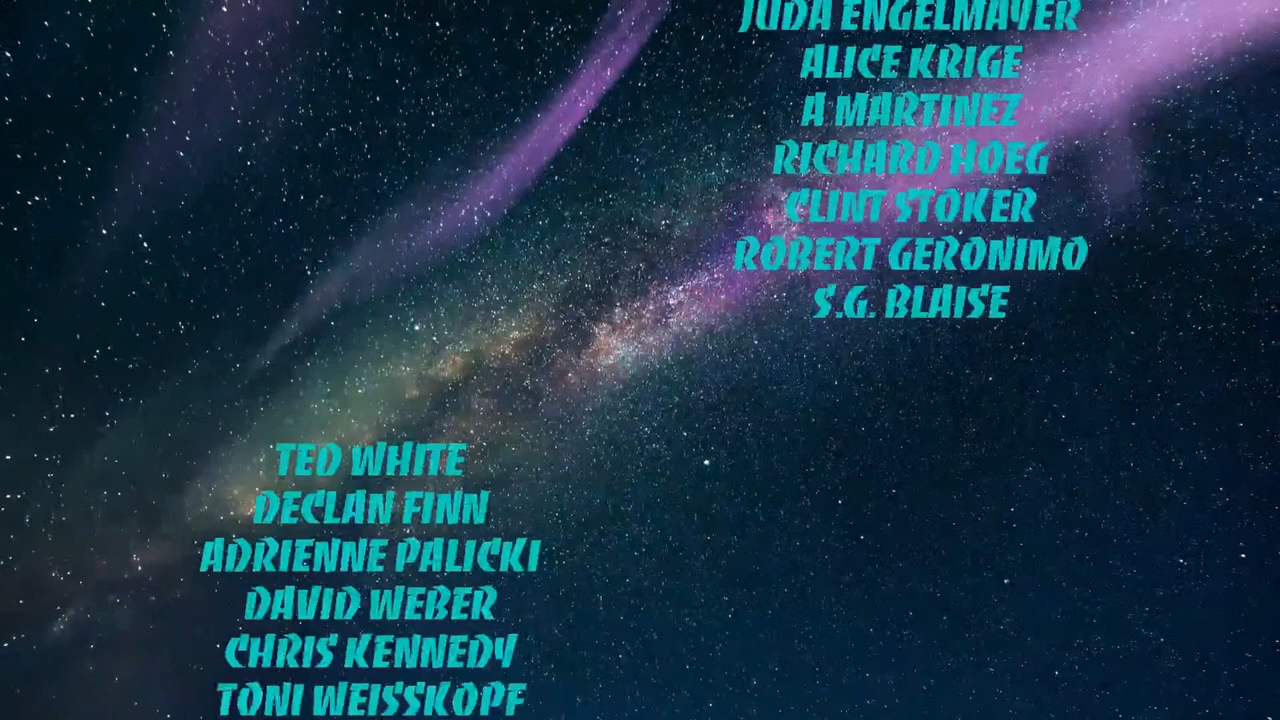 JUDA ENGELMAYER
ALICE KRIGE
A MARTINEZ
RICHARD HOEG
CLINT STOKER
ROBERT GERONIMO
S.G. BLAISE
TED WHITE
DECLAN FINN
ADRIENNE PALICKI
DAVID WEBER
CHRIS KENNEDY
TONI WEISSKOPF